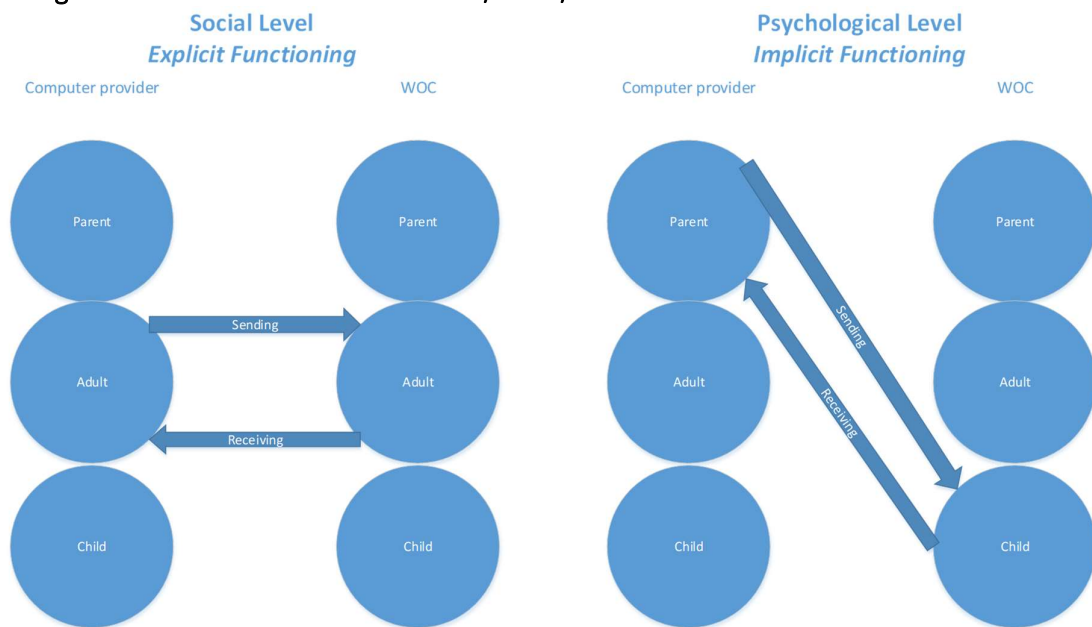 Social Level
Explicit Functioning
Computer provider
WOC
Parent
Parent
Sending
Adult
Adult
Receiving
Child
Child
Psychological Level
Implicit Functioning
Computer provider
WOC
Parent
Parent
Sending
Adult
Adult
Receiving
Child
Child